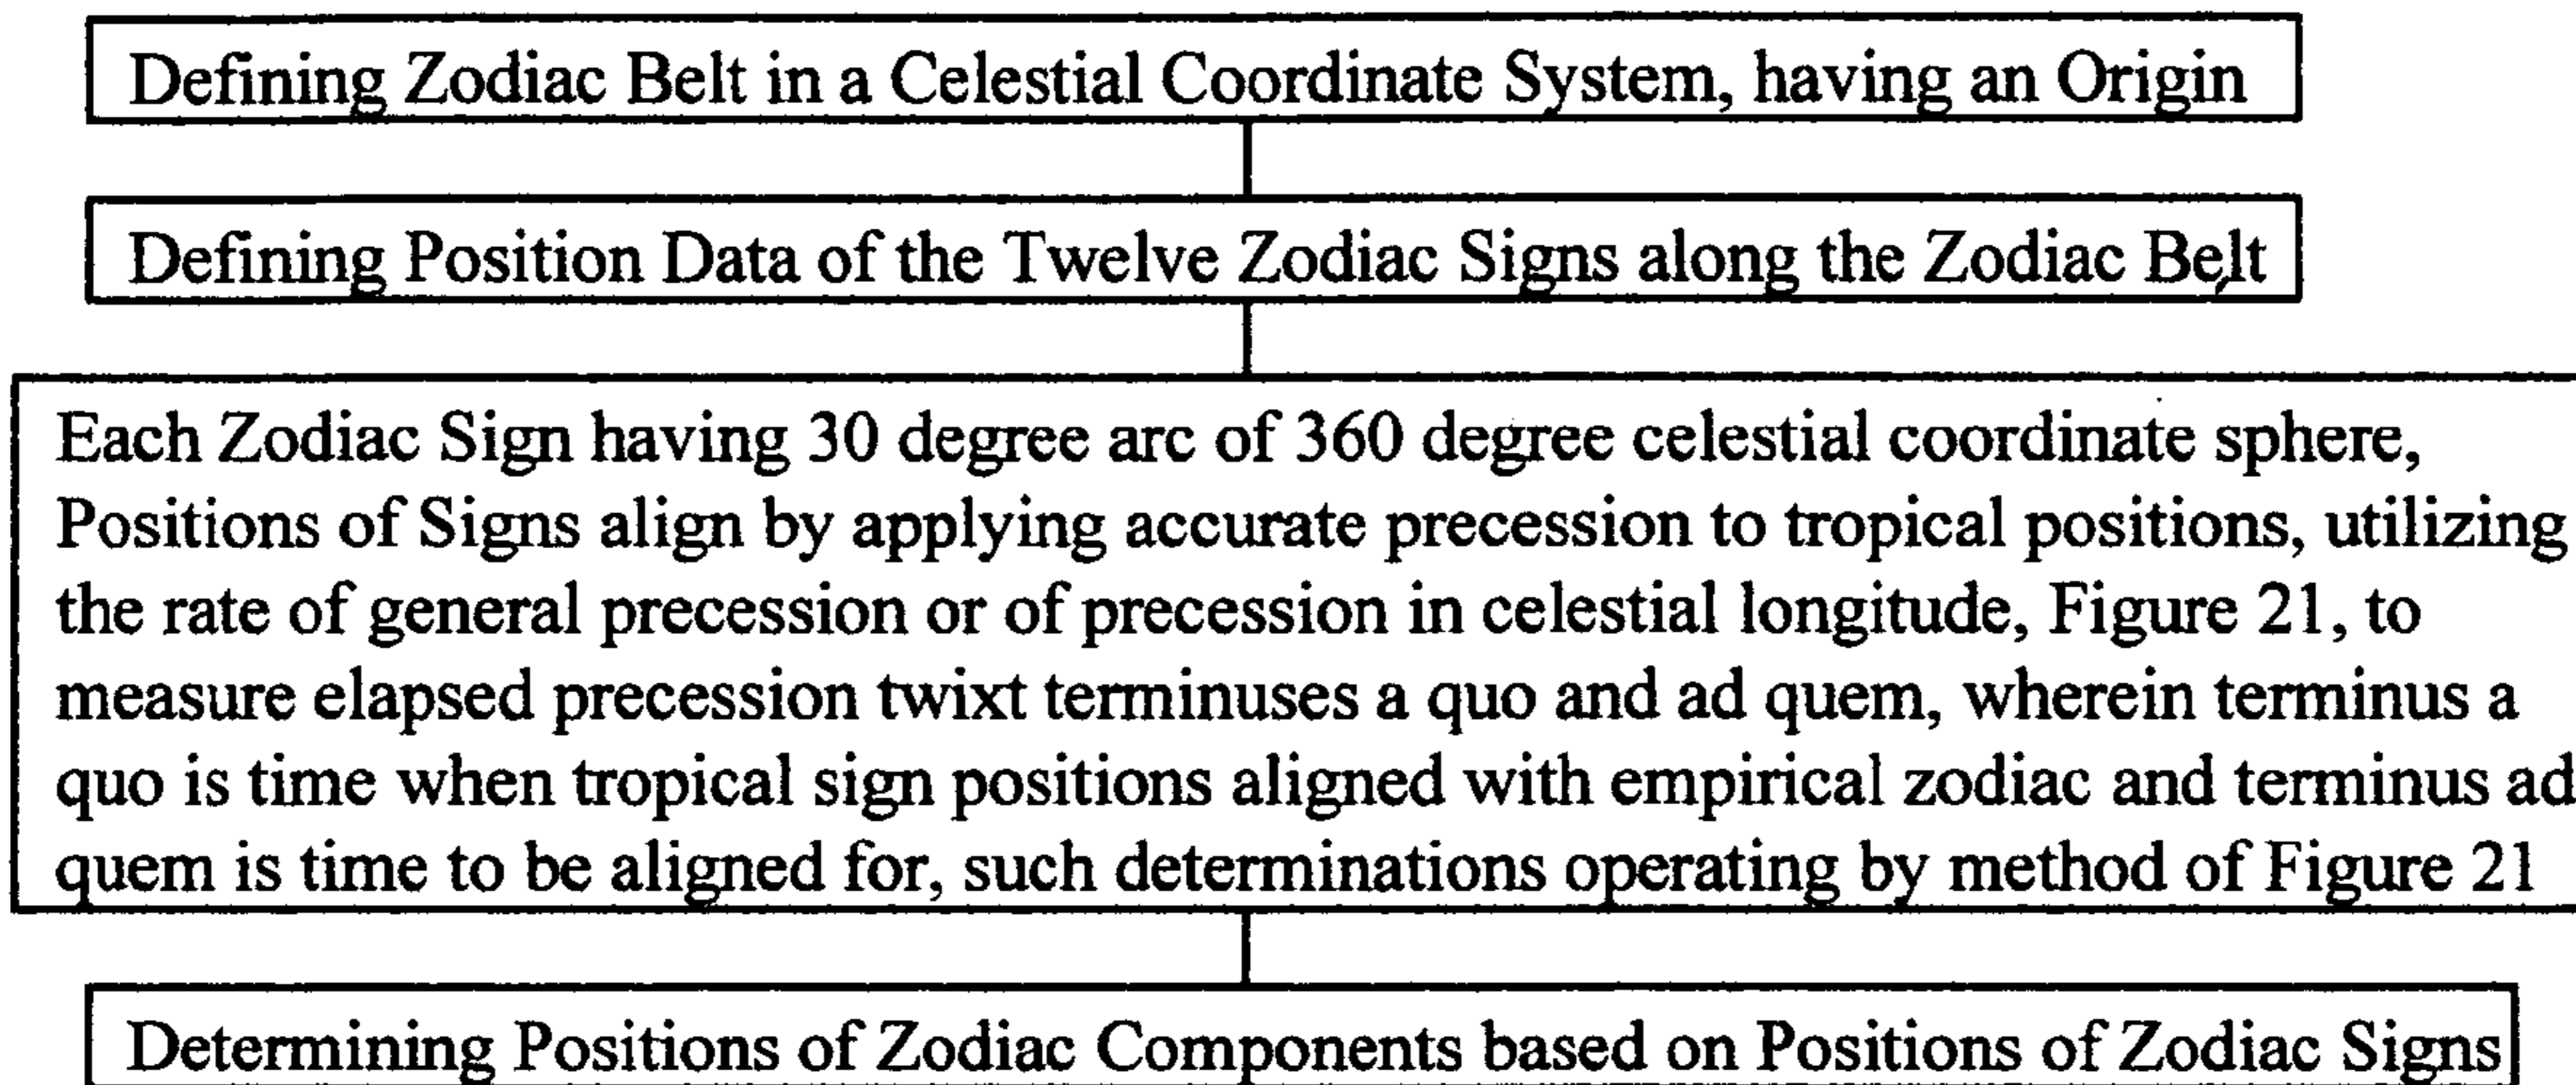 Defining Zodiac Belt in a Celestial Coordinate System, having an Origin
Defining Position Data of the Twelve Zodiac Signs along the Zodiac Belt
Each Zodiac Sign having 30 degree arc of 360 degree celestial coordinate sphere,
Positions of Signs align by applying accurate precession to tropical positions, utilizing
the rate of general precession or of precession in celestial longitude, Figure 21, to
measure elapsed precession twixt terminuses a quo and ad quem, wherein terminus a
quo is time when tropical sign positions aligned with empirical zodiac and terminus ad
quem is time to be aligned for, such determinations operating by method of Figure 21
Determining Positions of Zodiac Components based on Positions of Zodiac Signs